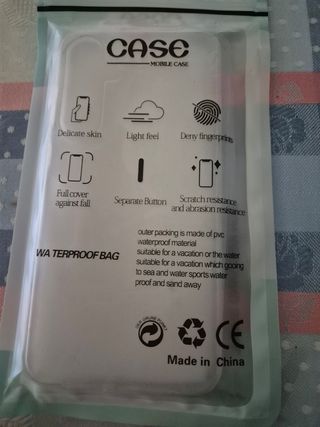 CASE
MOBILE CASE
Delicate skin
Light feel
Deny fingerprints
Full cover
against fall
Separate Button
Scratch resistance
and abrasion resistance
WA TERPROOF BAG
outer packing is made of pvc
waterproof material
suitable for a vacation or the water
suitable for a vacation which gooing
to sea and water sports water
proof and sand away
Made in China